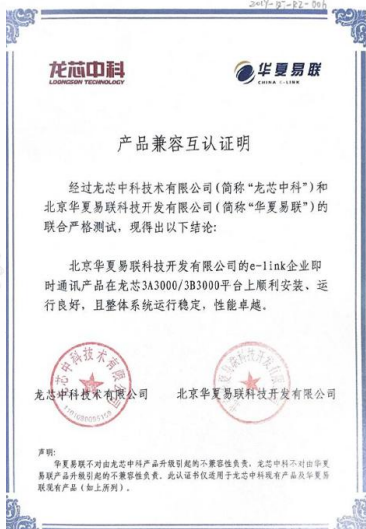 龙芯中科
LOONGSON TECHNOLOGY
华夏易联
CHINA E-LINK
产品兼容互认证明
经过龙芯中科技术有限公司(简称“龙芯中科”)和
北京华夏易联科技开发有限公司(简称“华夏易联”)的
联合严格测试，现得出以下结论:
北京华夏易联科技开发有限公司的e-link企业即
时通讯产品在龙芯3A3000/3B3000平台上顺利安装、运
行良好，且整体系统运行稳定，性能卓越。
龙芯中科技术有限公司
北京华夏易联科技开发有限公司
声明:
华夏易联不对由龙芯中科产品升级引起的不兼容性负责，龙芯中科不对由华夏
易联产品升级引起的不兼容性负责，此认证书仅适用于龙芯中科现有产品及华夏易
联现有产品（如上所列）。